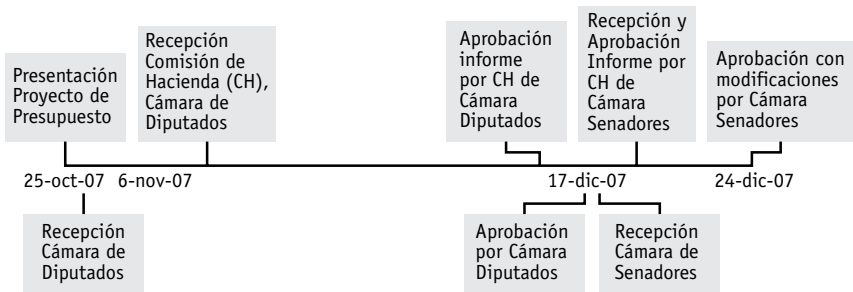 Presentación
Proyecto de
Presupuesto
Recepción
Comisión de
Hacienda (CH),
Cámara de
Diputados
Aprobación
informe
por CH de
Cámara
Diputados
Recepción y
Aprobación
Informe por
CH de
Cámara
Senadores
Aprobación con
modificaciones
por Cámara
Senadores
25-oct-07
6-nov-07
17-dic-07
24-dic-07
Recepción
Cámara de
Diputados
Aprobación
por Cámara
Diputados
Recepción
Cámara de
Senadores